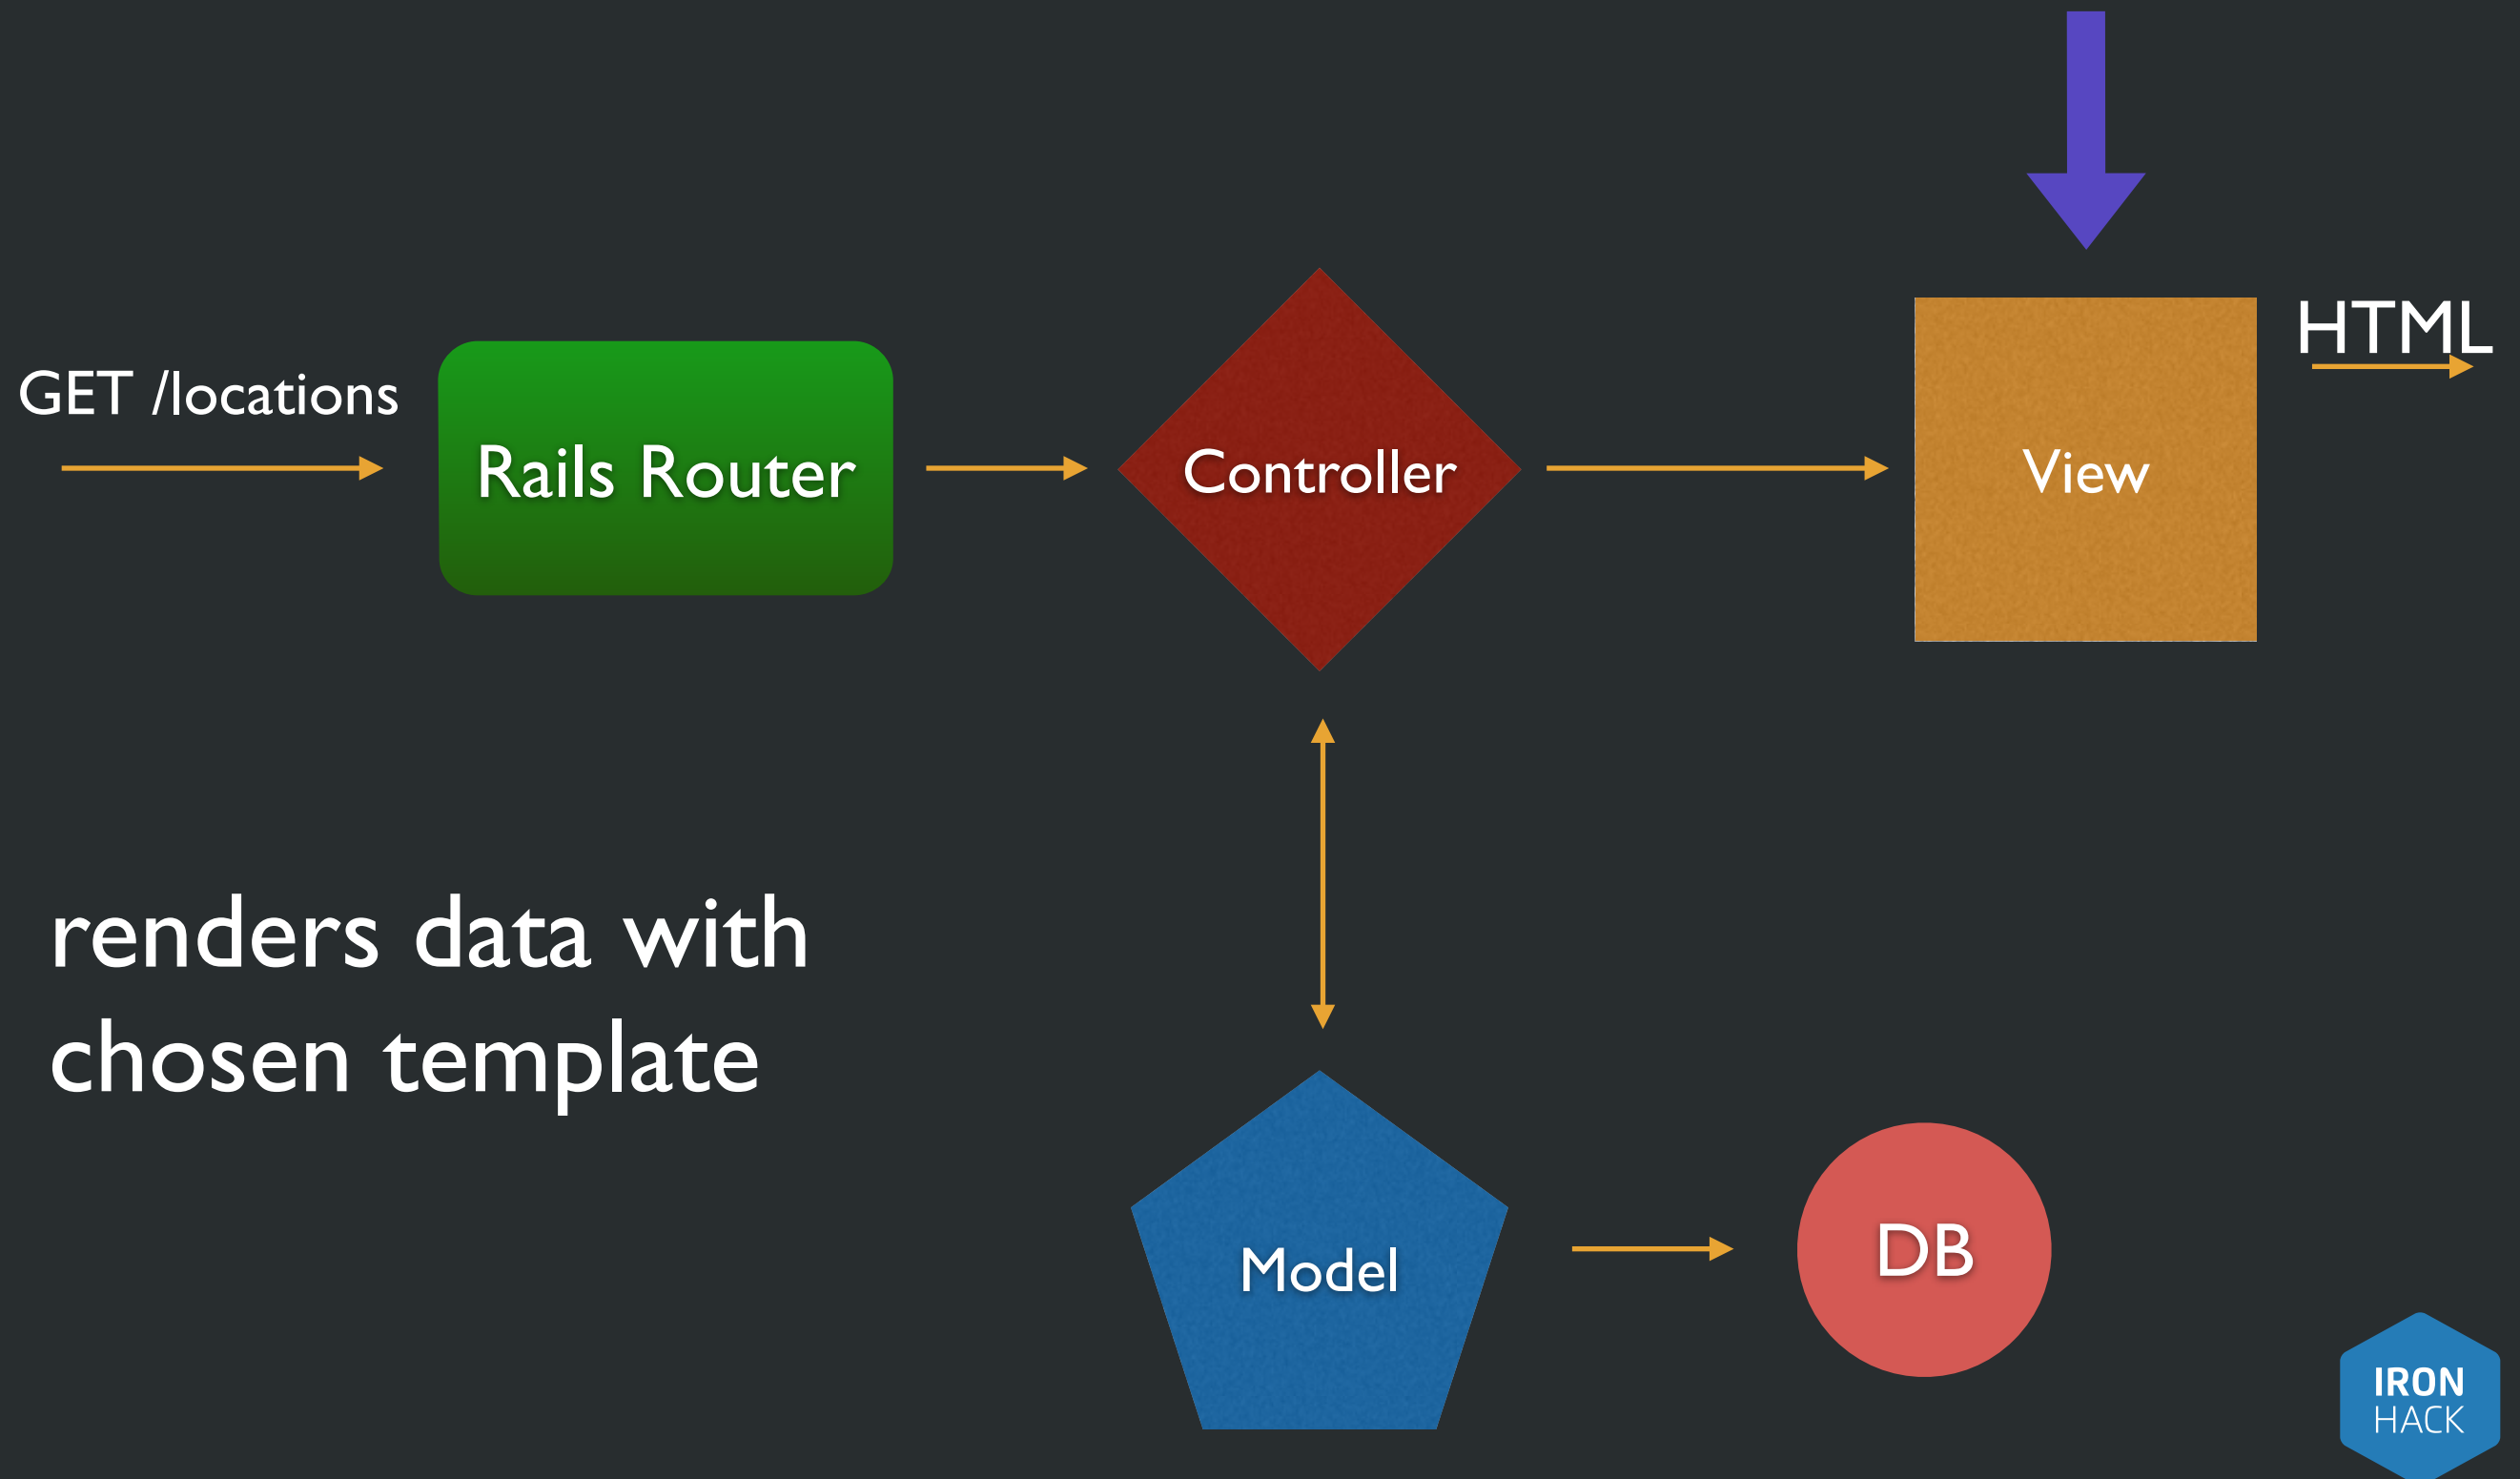 GET /locations
Rails Router
Controller
View
HTML
renders data with
chosen template
Model
DB
IRON
HACK